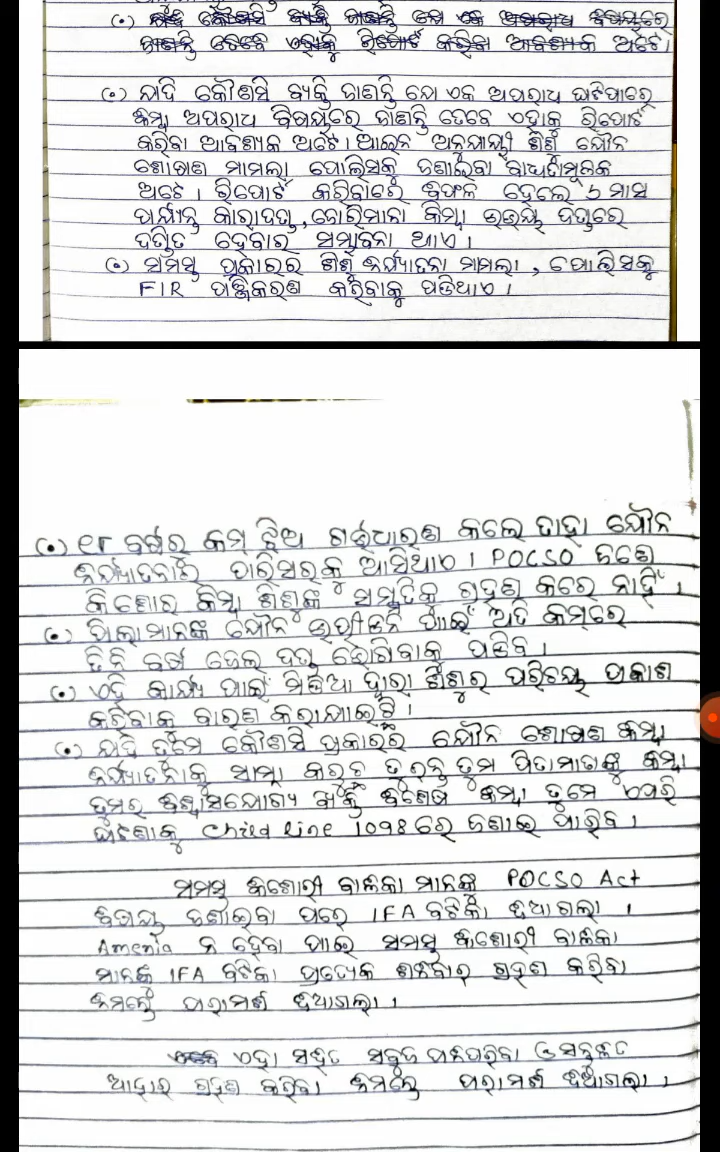 (•) ଯଦି କୌଣସି ବ୍ୟକ୍ତି ଜାଣନ୍ତି ଯେ ଏକ ଅପରାଧ ବିଷୟରେ
ଜାଣନ୍ତି ତେବେ ଏହାକୁ ରିପୋର୍ଟ କରିବା ଆବଶ୍ୟକ ଅଟେ।
(•) ଯଦି କୌଣସି ବ୍ୟକ୍ତି ଜାଣନ୍ତି ଯେ ଏକ ଅପରାଧ ଘଟିପାରେ
କିମ୍ବା ଅପରାଧ ବିଷୟରେ ଜାଣନ୍ତି ତେବେ ଏହାକୁ ରିପୋର୍ଟ
କରିବା ଆବଶ୍ୟକ ଅଟେ। ଆଇନ ଅନୁଯାୟୀ ଶିଶୁ ଯୌନ
ଶୋଷଣ ମାମଲା ପୋଲିସକୁ ଜଣାଇବା ବାଧ୍ୟତାମୂଳକ
ଅଟେ। ରିପୋର୍ଟ କରିବାରେ ବିଫଳ ହେଲେ ୬ ମାସ
ପର୍ଯ୍ୟନ୍ତ କାରାଦଣ୍ଡ, ଜୋରିମାନା କିମ୍ବା ଉଭୟ ଦଣ୍ଡରେ
ଦଣ୍ଡିତ ହେବାର ସମ୍ଭାବନା ଥାଏ।
(•) ସମସ୍ତ ପ୍ରକାରର ଶିଶୁ ନିର୍ଯ୍ୟାତନା ମାମଲା, ପୋଲିସକୁ
FIR ପଞ୍ଜିକରଣ କରିବାକୁ ପଡିଥାଏ।
(•) ୧୮ ବର୍ଷରୁ କମ୍ ଝିଅ ଗର୍ଭଧାରଣ କଲେ ତାହା ଯୌନ
ନିର୍ଯ୍ୟାତନାର ପରିସରକୁ ଆସିଥାଏ। POCSO ଜଣେ
କିଶୋର କିମ୍ବା ଶିଶୁଙ୍କ ସମ୍ମତିକୁ ଗ୍ରହଣ କରେ ନାହିଁ।
(•) ପିଲାମାନଙ୍କ ଯୌନ ଉତ୍ପୀଡନ ପାଇଁ ଅତି କମ୍‌ରେ
ତିନି ବର୍ଷ ଜେଲ ଦଣ୍ଡ ଭୋଗିବାକୁ ପଡିବ।
(•) ଏହି କାର୍ଯ୍ୟ ପାଇଁ ମିଡିଆ ଦ୍ୱାରା ଶିଶୁର ପରିଚୟ ପ୍ରକାଶ
କରିବାକୁ ବାରଣ କରାଯାଇଛି।
(•) ଯଦି ତୁମେ କୌଣସି ପ୍ରକାରର ଯୌନ ଶୋଷଣ କିମ୍ବା
ନିର୍ଯ୍ୟାତନାକୁ ସାମ୍ନା କରୁଚ ତୁରନ୍ତ ତୁମ ପିତାମାତାଙ୍କୁ କିମ୍ବା
ତୁମର ବିଶ୍ୱାସଯୋଗ୍ୟ ବ୍ୟକ୍ତି ବିଶେଷ କିମ୍ବା ତୁମେ ଏପରି
ଘଟଣାକୁ Child line 1098 ରେ ଜଣାଇ ପାରିବ।
ସମସ୍ତ କିଶୋରୀ ବାଳିକା ମାନଙ୍କୁ POCSO Act
ବିଷୟ ଜଣାଇବା ପରେ IFA ବଟିକା ଦିଆଗଲା।
Amenia ନ ହେବା ପାଇ ସମସ୍ତ କିଶୋରୀ ବାଳିକା
ମାନଙ୍କ IFA ବଟିକା ପ୍ରତ୍ୟେକ ଶନିବାର ଗ୍ରହଣ କରିବା
ନିମନ୍ତେ ପରାମର୍ଶ ଦିଆଗଲା।
ଏହା ସହିତ ସବୁଜ ପନିପରିବା ଓ ସନ୍ତୁଳିତ
ଆହାର ଗ୍ରହଣ କରିବା ନିମନ୍ତେ ପରାମର୍ଶ ଦିଆଗଲା।